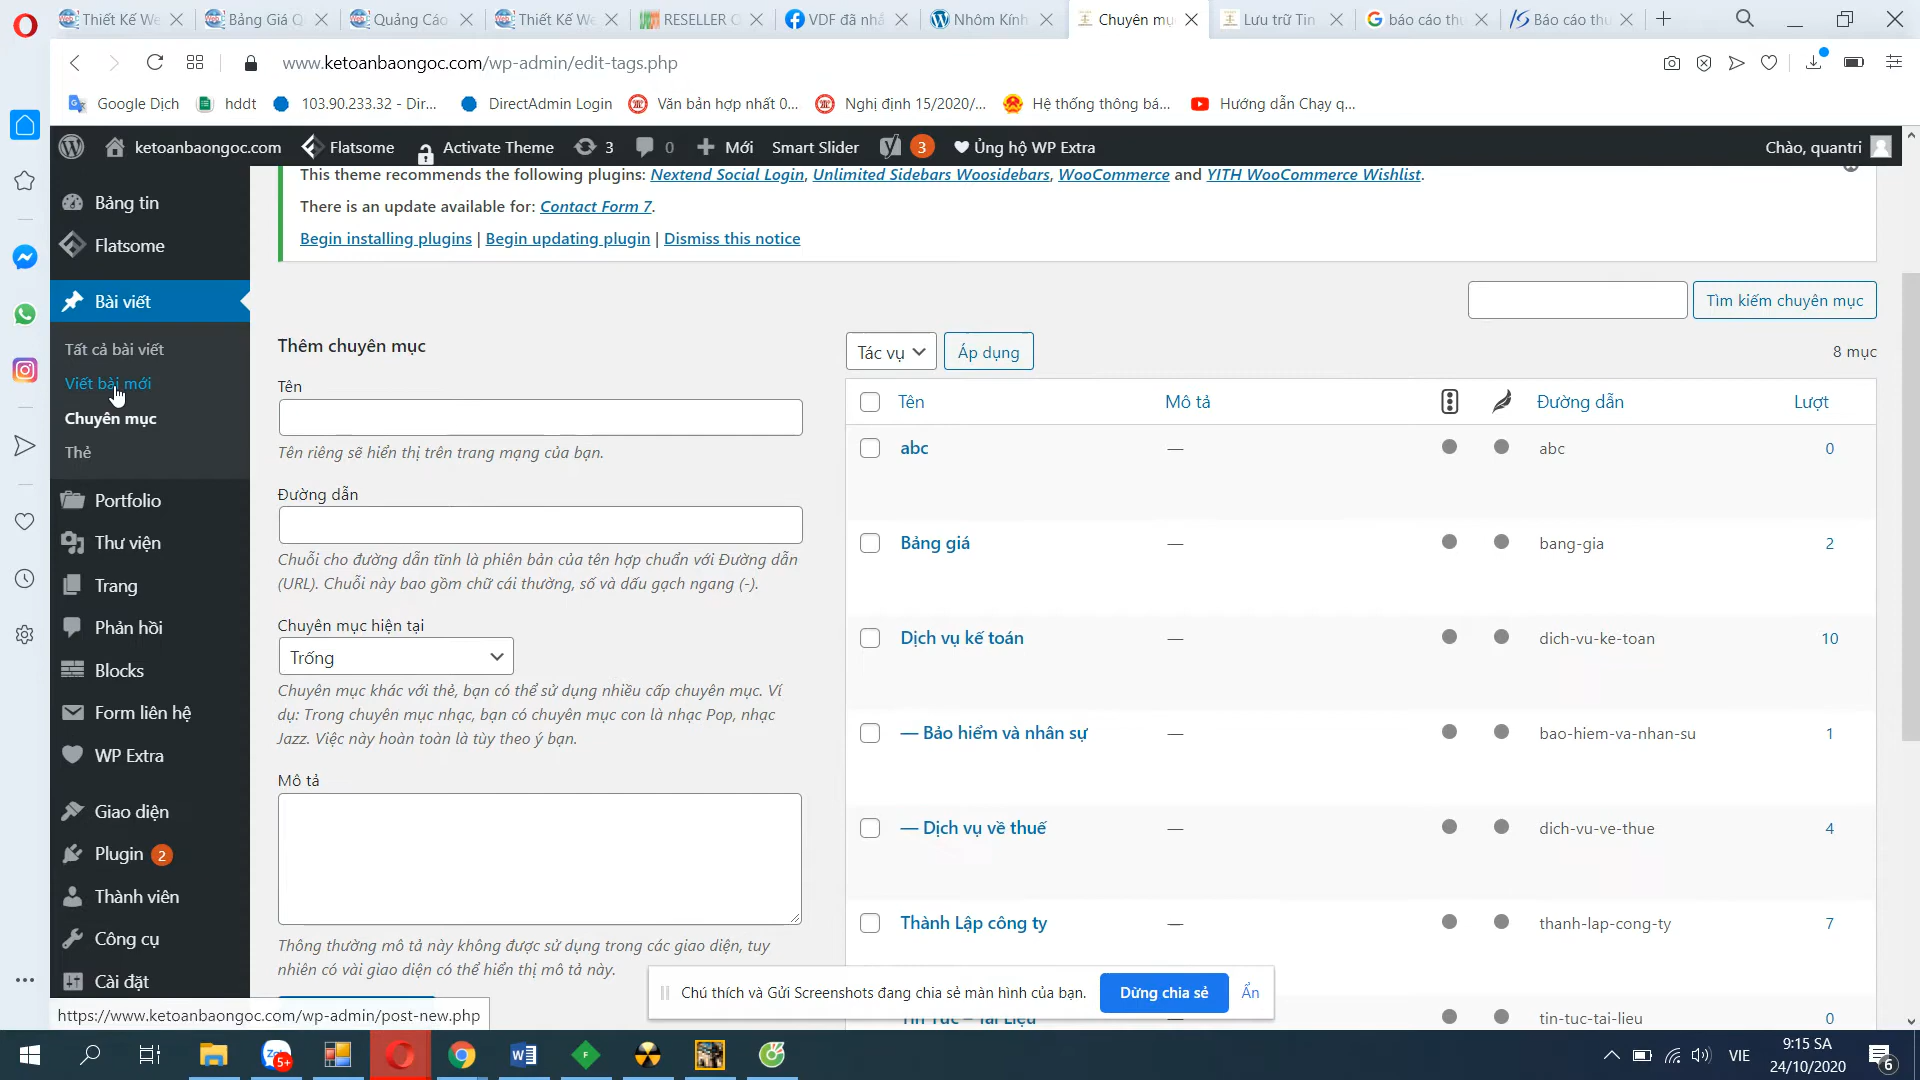 Thiết Kế We
Bảng Giá Q
Quảng Cáo
Thiết Kế We
RESELLER
VDF đã nhắ
Nhôm Kính
Chuyên mụ
Lưu trữ Tin
báo cáo thu
Báo cáo thu
www.ketoanbaongoc.com/wp-admin/edit-tags.php
Google Dịch
hddt
103.90.233.32 - Dir...
DirectAdmin Login
Văn bản hợp nhất 0...
Nghị định 15/2020/...
Hệ thống thông bá...
Hướng dẫn Chạy q...
ketoanbaongoc.com
Flatsome
Activate Theme
3
0
Mới
Smart Slider
3
Ủng hộ WP Extra
Chào, quantri
This theme recommends the following plugins: Nextend Social Login, Unlimited Sidebars Woosidebars, WooCommerce and YITH WooCommerce Wishlist.
There is an update available for: Contact Form 7.
Begin installing plugins | Begin updating plugin | Dismiss this notice
Bảng tin
Flatsome
Bài viết
Tất cả bài viết
Viết bài mới
Chuyên mục
Thẻ
Portfolio
Thư viện
Trang
Phản hồi
Blocks
Form liên hệ
WP Extra
Giao diện
Plugin 2
Thành viên
Công cụ
Cài đặt
Thêm chuyên mục
Tên
Tên riêng sẽ hiển thị trên trang mạng của bạn.
Đường dẫn
Chuỗi cho đường dẫn tĩnh là phiên bản của tên hợp chuẩn với Đường dẫn
(URL). Chuỗi này bao gồm chữ cái thường, số và dấu gạch ngang (-).
Chuyên mục hiện tại
Trống
Chuyên mục khác với thẻ, bạn có thể sử dụng nhiều cấp chuyên mục. Ví
dụ: Trong chuyên mục nhạc, bạn có chuyên mục con là nhạc Pop, nhạc
Jazz. Việc này hoàn toàn là tùy theo ý bạn.
Mô tả
Thông thường mô tả này không được sử dụng trong các giao diện, tuy
nhiên có vài giao diện có thể hiển thị mô tả này.
Tìm kiếm chuyên mục
Tác vụ
Áp dụng
8 mục
Tên
Mô tả
Đường dẫn
Lượt
abc — abc 0
Bảng giá — bang-gia 2
Dịch vụ kế toán — dich-vu-ke-toan 10
— Bảo hiểm và nhân sự — bao-hiem-va-nhan-su 1
— Dịch vụ về thuế — dich-vu-ve-thue 4
Thành Lập công ty — thanh-lap-cong-ty 7
Tin Tức – Tài Liệu — tin-tuc-tai-lieu 0
Chú thích và Gửi Screenshots đang chia sẻ màn hình của bạn.
Dừng chia sẻ
Ẩn
https://www.ketoanbaongoc.com/wp-admin/post-new.php
5+
VIE
9:15 SA
24/10/2020
6